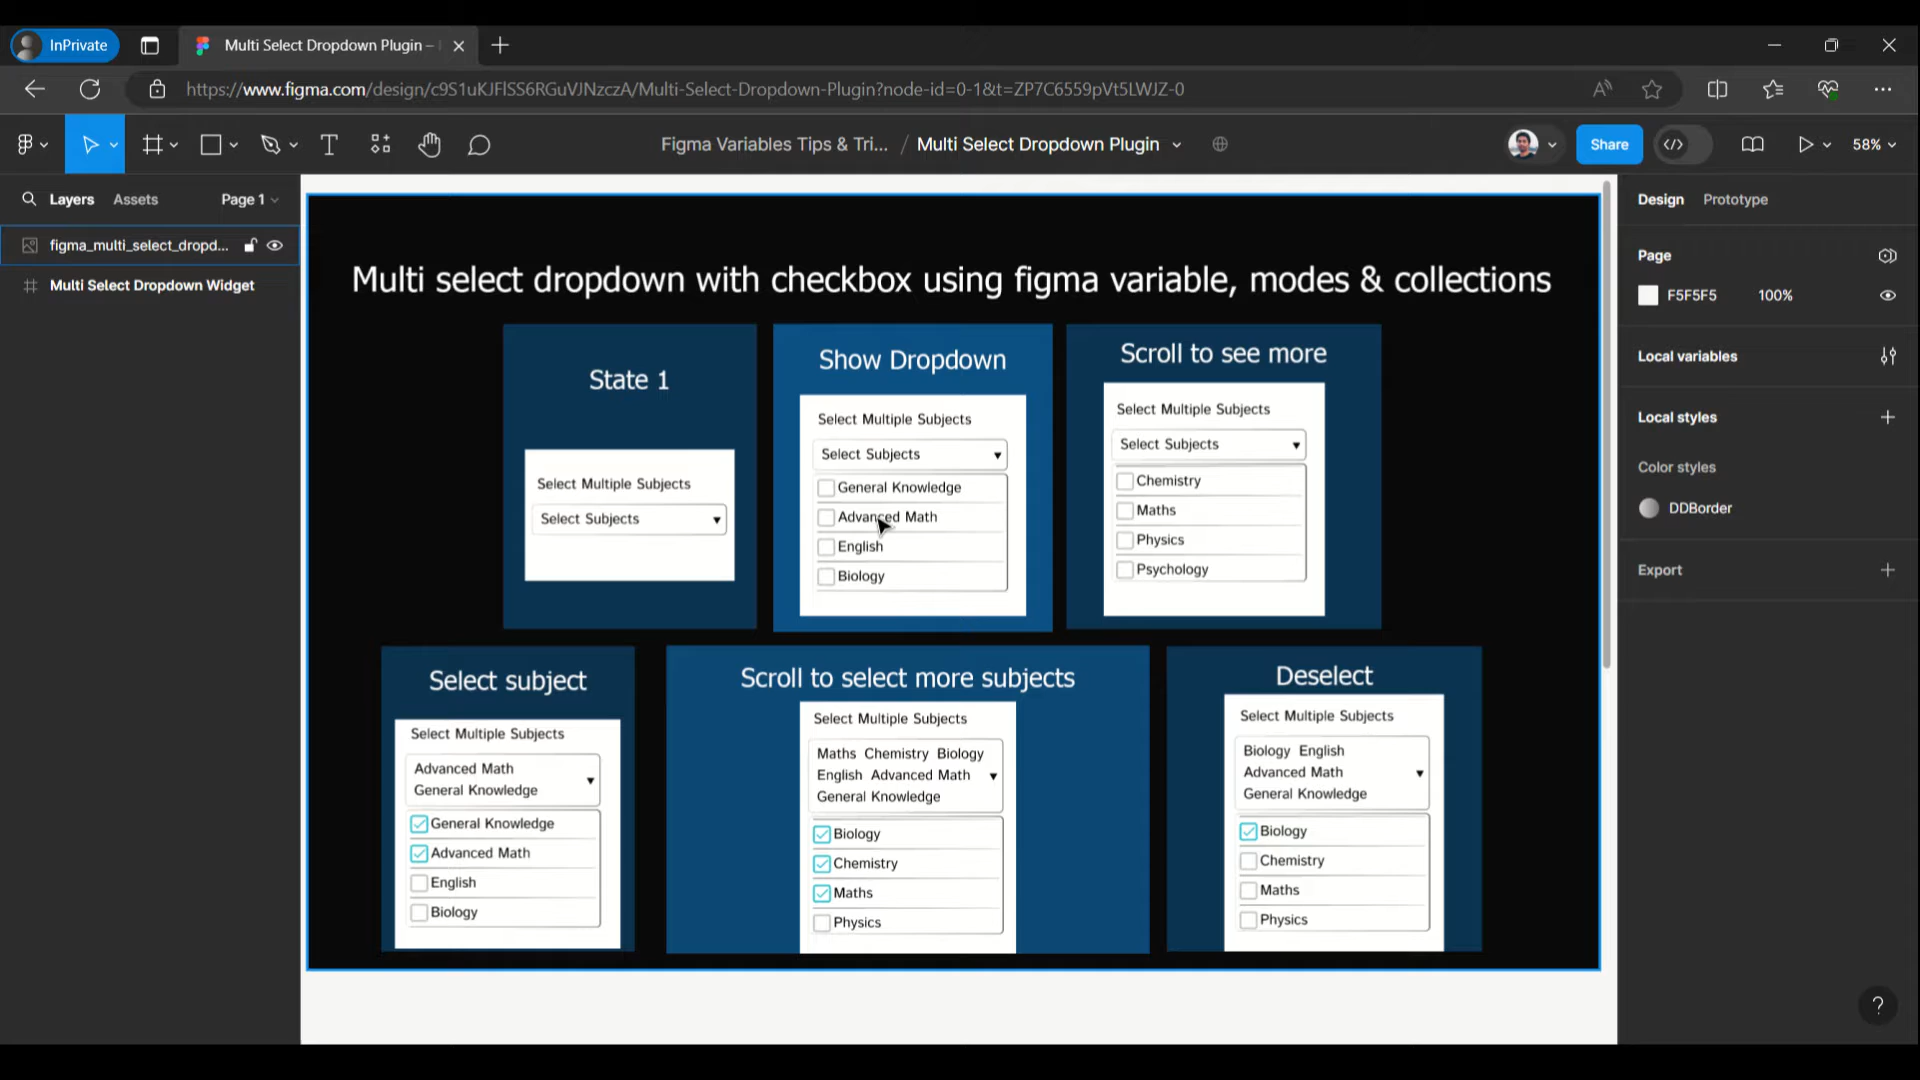 InPrivate
Multi Select Dropdown Plugin –
https://www.figma.com/design/c9S1uKJFlSS6RGuVJNzczA/Multi-Select-Dropdown-Plugin?node-id=0-1&t=ZP7C6559pVt5LWJZ-0
Figma Variables Tips & Tri... / Multi Select Dropdown Plugin
Share
58%
Layers
Assets
Page 1
figma_multi_select_dropd...
Multi Select Dropdown Widget
Multi select dropdown with checkbox using figma variable, modes & collections
State 1
Select Multiple Subjects
Select Subjects
Show Dropdown
Select Multiple Subjects
Select Subjects
General Knowledge
Advanced Math
English
Biology
Scroll to see more
Select Multiple Subjects
Select Subjects
Chemistry
Maths
Physics
Psychology
Select subject
Select Multiple Subjects
Advanced Math
General Knowledge
General Knowledge
Advanced Math
English
Biology
Scroll to select more subjects
Select Multiple Subjects
Maths Chemistry Biology
English Advanced Math
General Knowledge
Biology
Chemistry
Maths
Physics
Deselect
Select Multiple Subjects
Biology English
Advanced Math
General Knowledge
Biology
Chemistry
Maths
Physics
Design
Prototype
Page
F5F5F5 100%
Local variables
Local styles
Color styles
DDBorder
Export
?